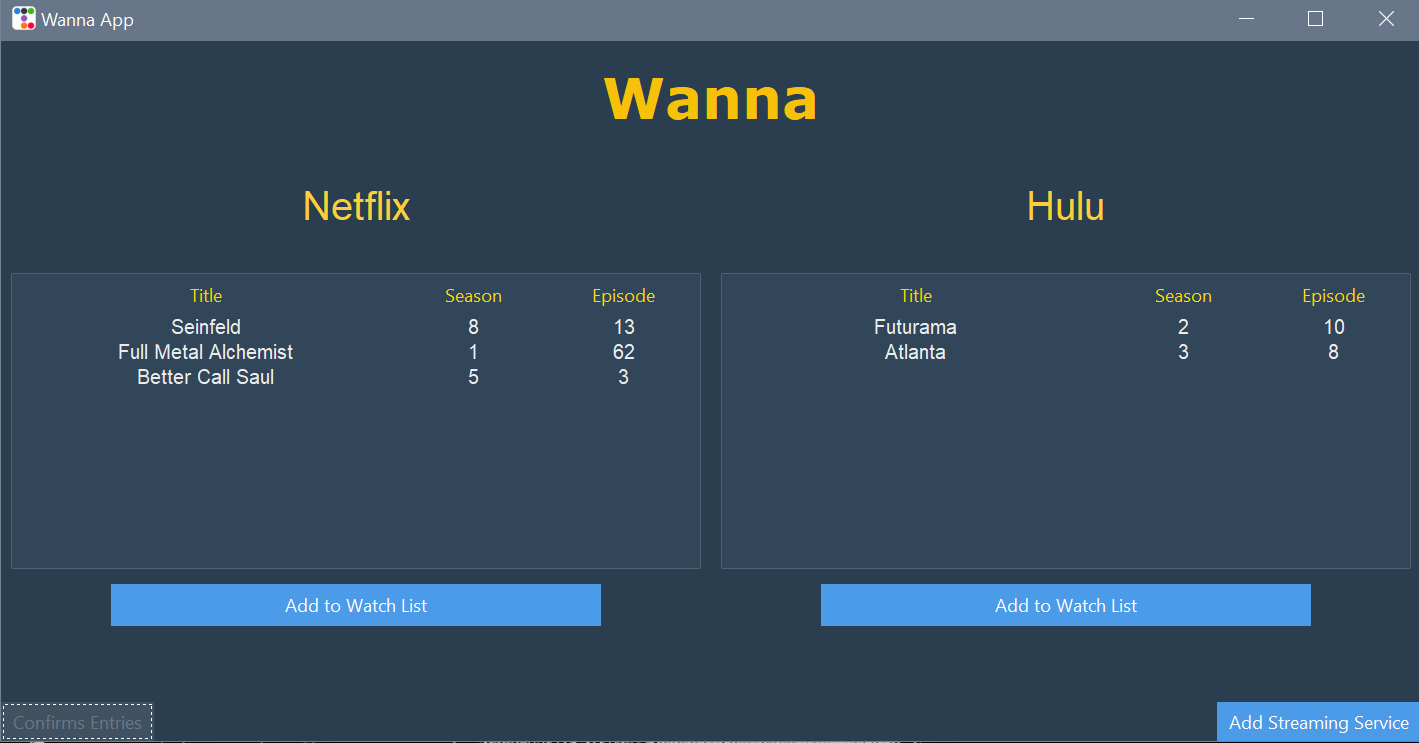 Wanna App
Wanna
Netflix
Hulu
Title Season Episode
Seinfeld 8 13
Full Metal Alchemist 1 62
Better Call Saul 5 3
Title Season Episode
Futurama 2 10
Atlanta 3 8
Add to Watch List
Add to Watch List
Confirms Entries
Add Streaming Service